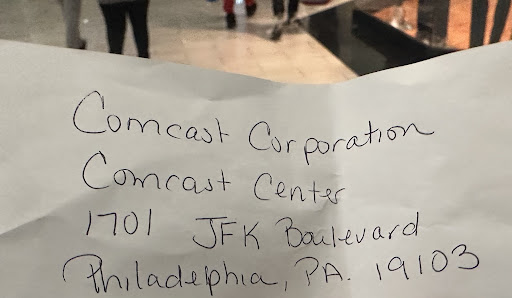 Comcast Corporation
Comcast Center
1701 JFK Boulevard
Philadelphia, PA. 19103